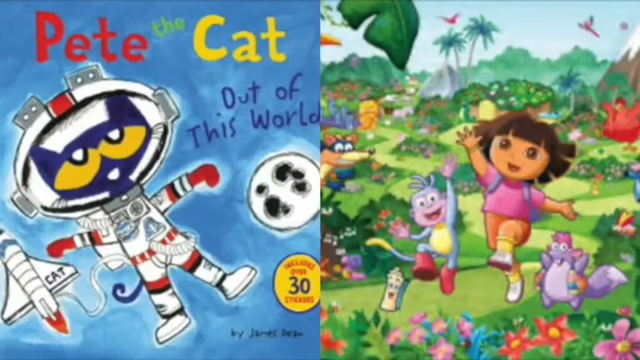 Pete the Cat
Out of
This World
CAT
INCLUDES
OVER
30
STICKERS
by James Dean